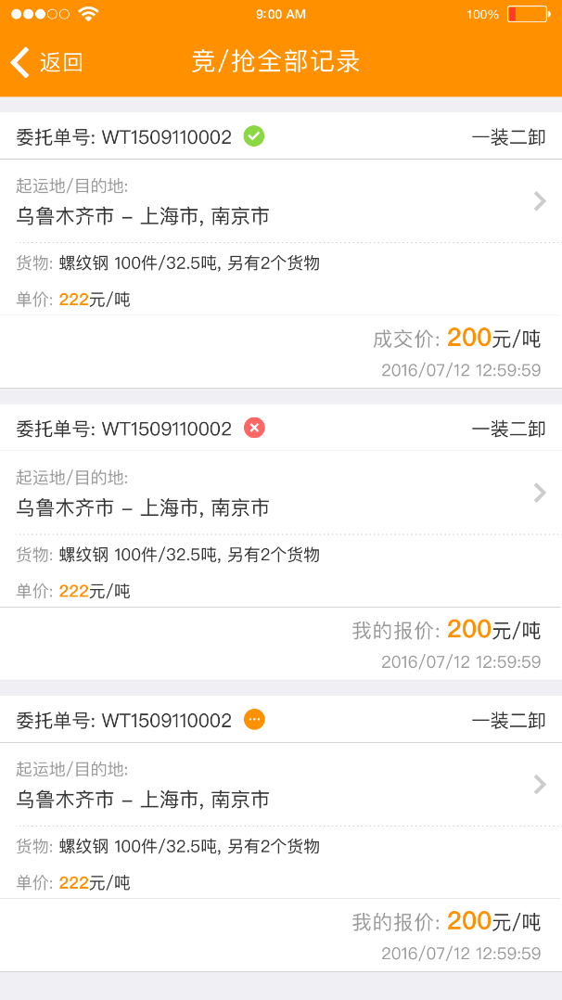 9:00 AM 100%
返回 竞/抢全部记录
委托单号: WT1509110002 一装二卸
起运地/目的地:
乌鲁木齐市 – 上海市, 南京市
货物: 螺纹钢 100件/32.5吨, 另有2个货物
单价: 222元/吨
成交价: 200元/吨
2016/07/12 12:59:59
委托单号: WT1509110002 一装二卸
起运地/目的地:
乌鲁木齐市 – 上海市, 南京市
货物: 螺纹钢 100件/32.5吨, 另有2个货物
单价: 222元/吨
我的报价: 200元/吨
2016/07/12 12:59:59
委托单号: WT1509110002 一装二卸
起运地/目的地:
乌鲁木齐市 – 上海市, 南京市
货物: 螺纹钢 100件/32.5吨, 另有2个货物
单价: 222元/吨
我的报价: 200元/吨
2016/07/12 12:59:59